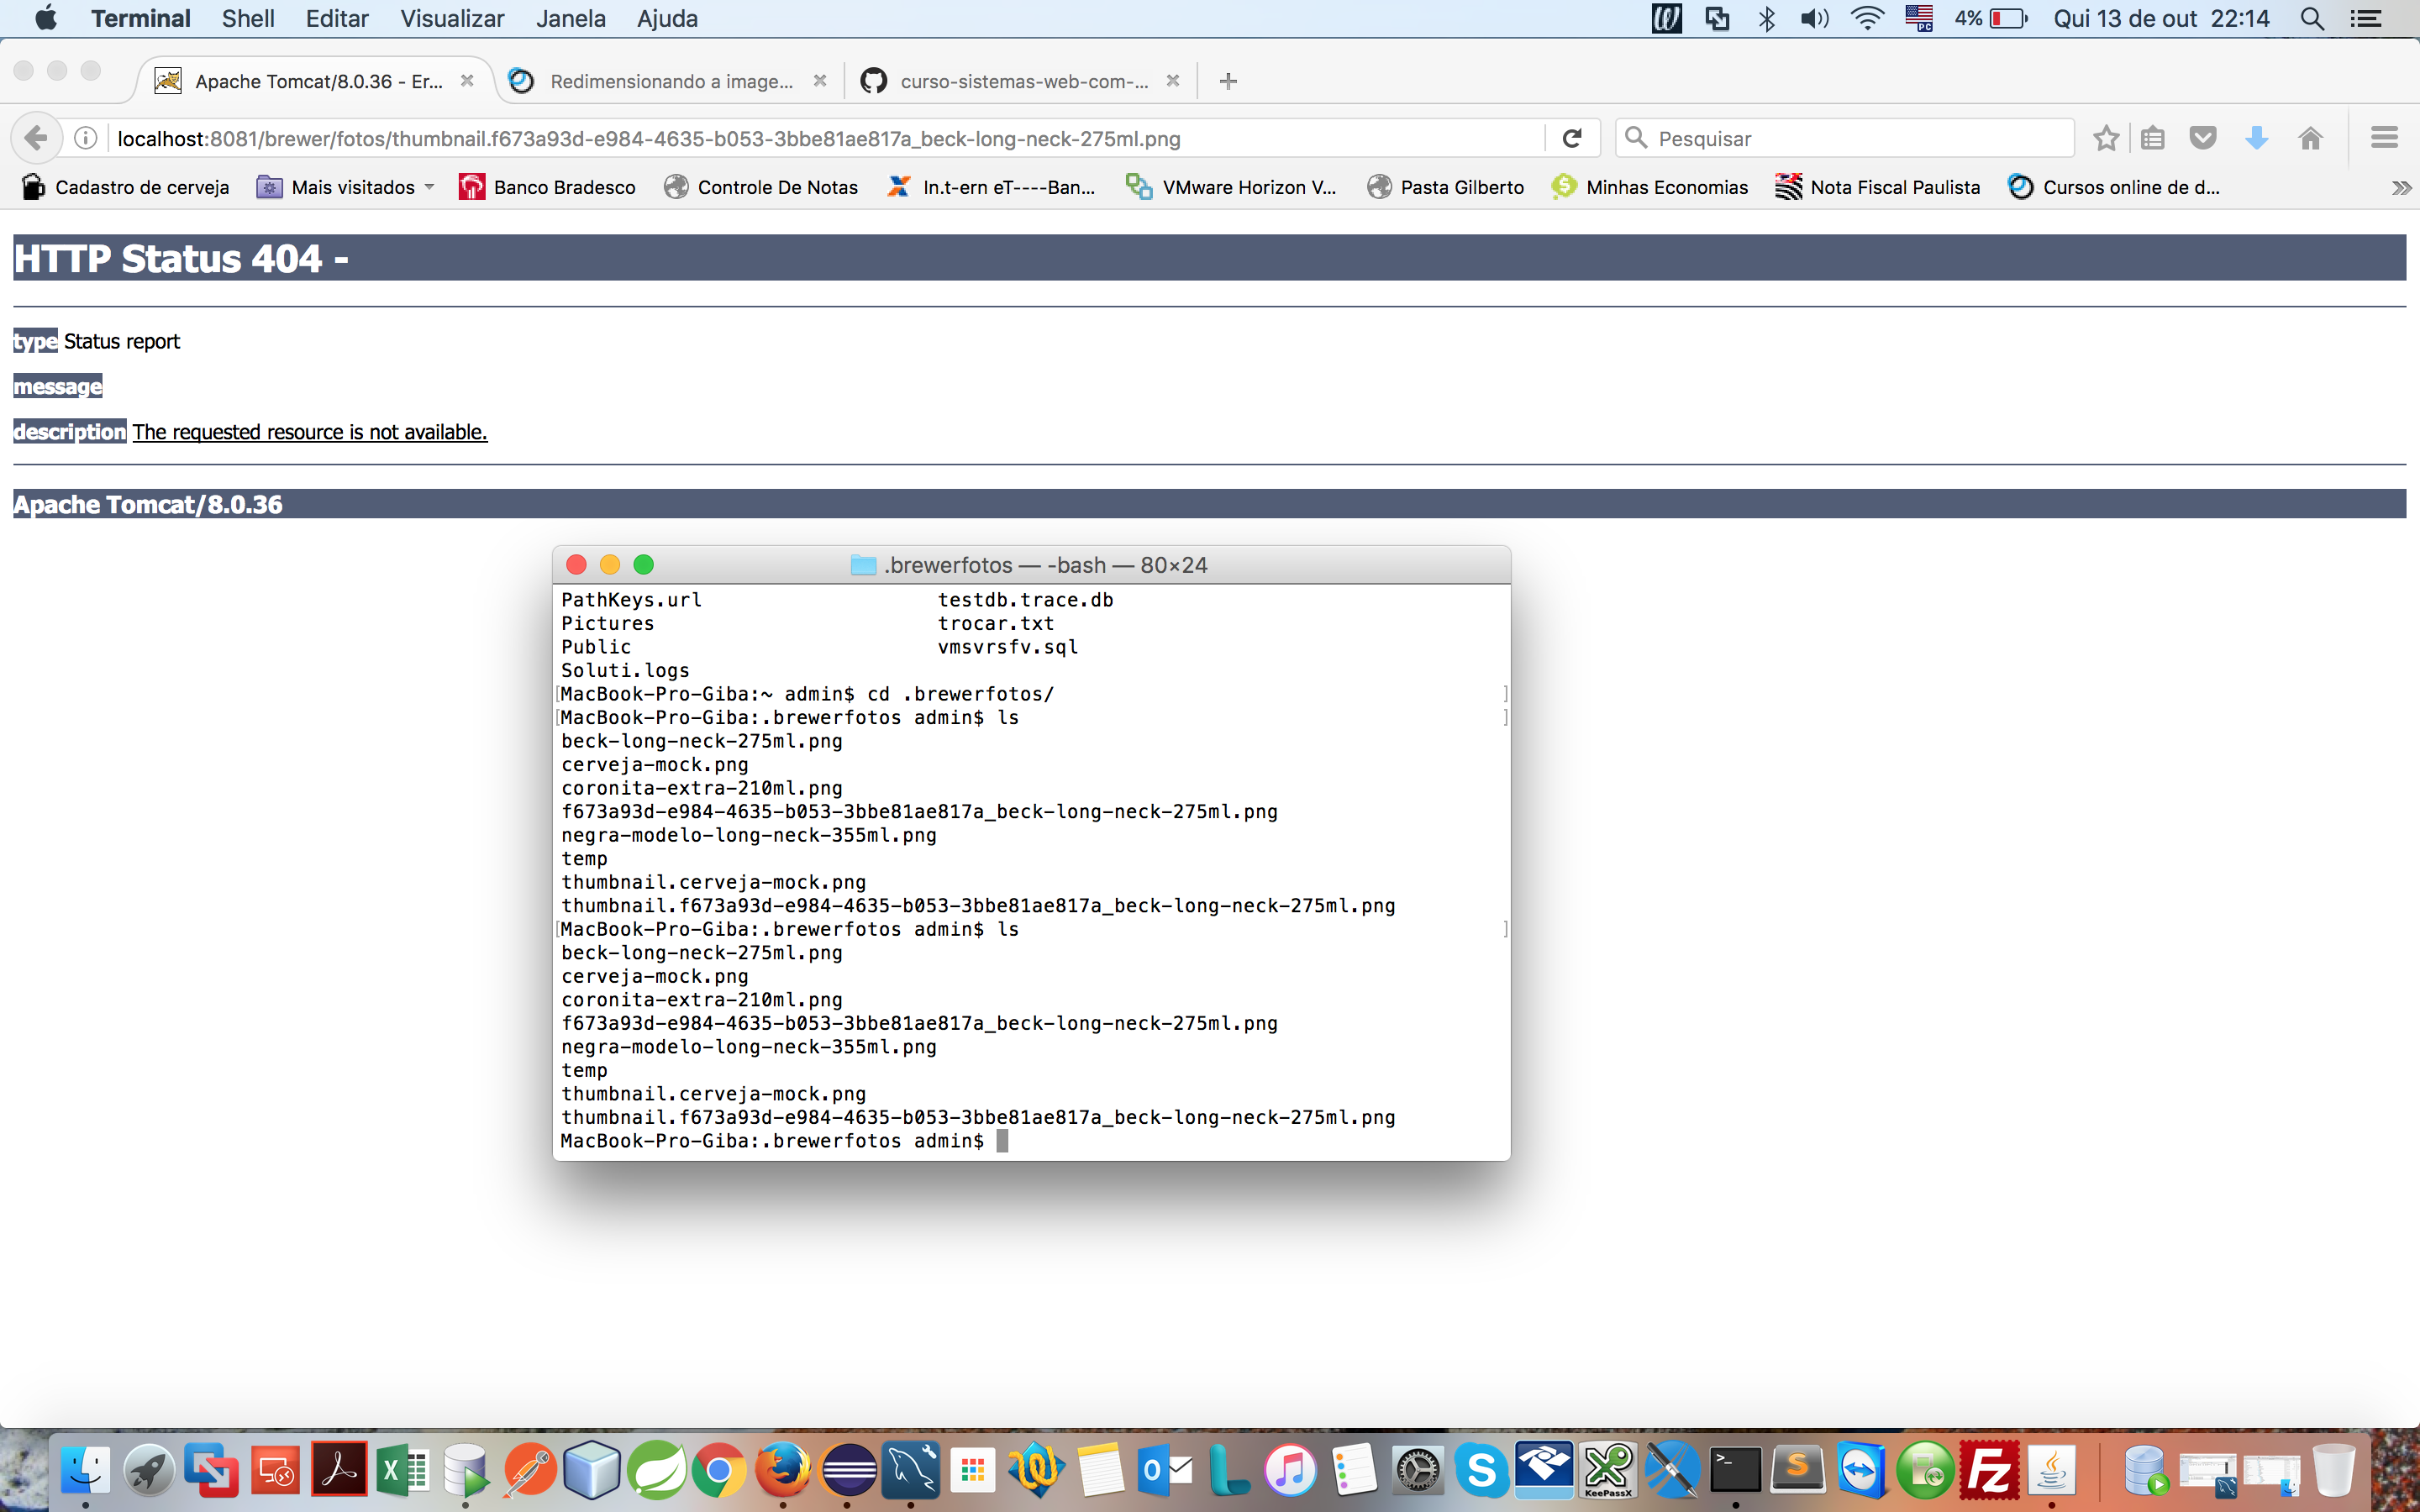 Terminal Shell Editar Visualizar Janela Ajuda 4% Qui 13 de out 22:14
Apache Tomcat/8.0.36 - Er... Redimensionando a image... curso-sistemas-web-com-...
localhost:8081/brewer/fotos/thumbnail.f673a93d-e984-4635-b053-3bbe81ae817a_beck-long-neck-275ml.png Pesquisar
Cadastro de cerveja Mais visitados Banco Bradesco Controle De Notas In.t-ern eT----Ban... VMware Horizon V... Pasta Gilberto Minhas Economias Nota Fiscal Paulista Cursos online de d...
HTTP Status 404 -
type Status report
message
description The requested resource is not available.
Apache Tomcat/8.0.36
.brewerfotos — -bash — 80×24
PathKeys.url testdb.trace.db
Pictures trocar.txt
Public vmsvrsfv.sql
Soluti.logs
[MacBook-Pro-Giba:~ admin$ cd .brewerfotos/ ]
[MacBook-Pro-Giba:.brewerfotos admin$ ls ]
beck-long-neck-275ml.png
cerveja-mock.png
coronita-extra-210ml.png
f673a93d-e984-4635-b053-3bbe81ae817a_beck-long-neck-275ml.png
negra-modelo-long-neck-355ml.png
temp
thumbnail.cerveja-mock.png
thumbnail.f673a93d-e984-4635-b053-3bbe81ae817a_beck-long-neck-275ml.png
[MacBook-Pro-Giba:.brewerfotos admin$ ls ]
beck-long-neck-275ml.png
cerveja-mock.png
coronita-extra-210ml.png
f673a93d-e984-4635-b053-3bbe81ae817a_beck-long-neck-275ml.png
negra-modelo-long-neck-355ml.png
temp
thumbnail.cerveja-mock.png
thumbnail.f673a93d-e984-4635-b053-3bbe81ae817a_beck-long-neck-275ml.png
MacBook-Pro-Giba:.brewerfotos admin$
KeePassX